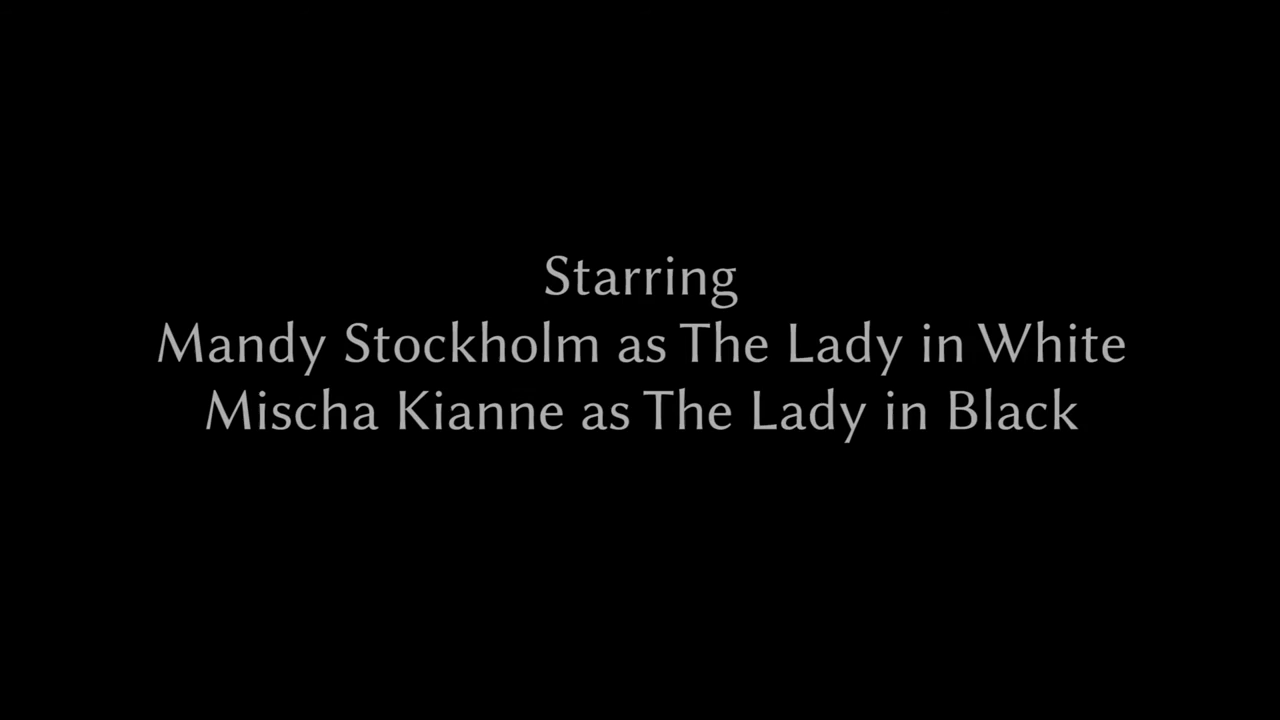 Starring
Mandy Stockholm as The Lady in White
Mischa Kianne as The Lady in Black